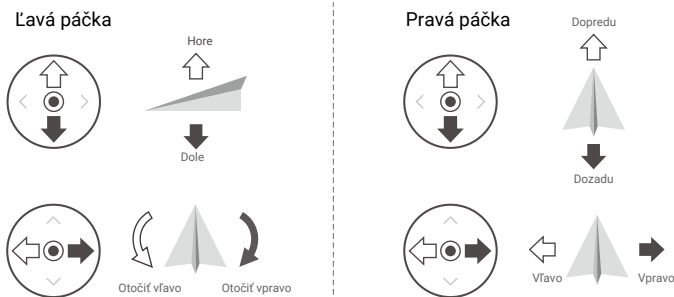 Ľavá páčka
Hore
Dole
Otočiť vľavo
Otočiť vpravo
Pravá páčka
Dopredu
Dozadu
Vľavo
Vpravo